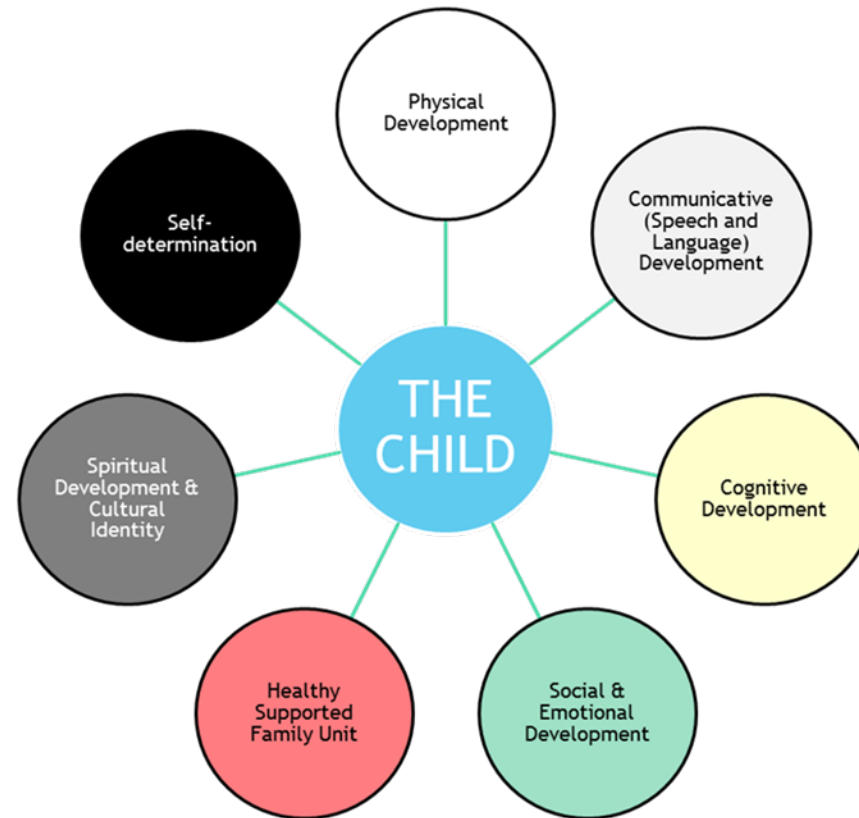 Physical
Development
Communicative
(Speech and
Language)
Development
Cognitive
Development
Social &
Emotional
Development
Healthy
Supported
Family Unit
Spiritual
Development &
Cultural
Identity
Self-
determination
THE
CHILD